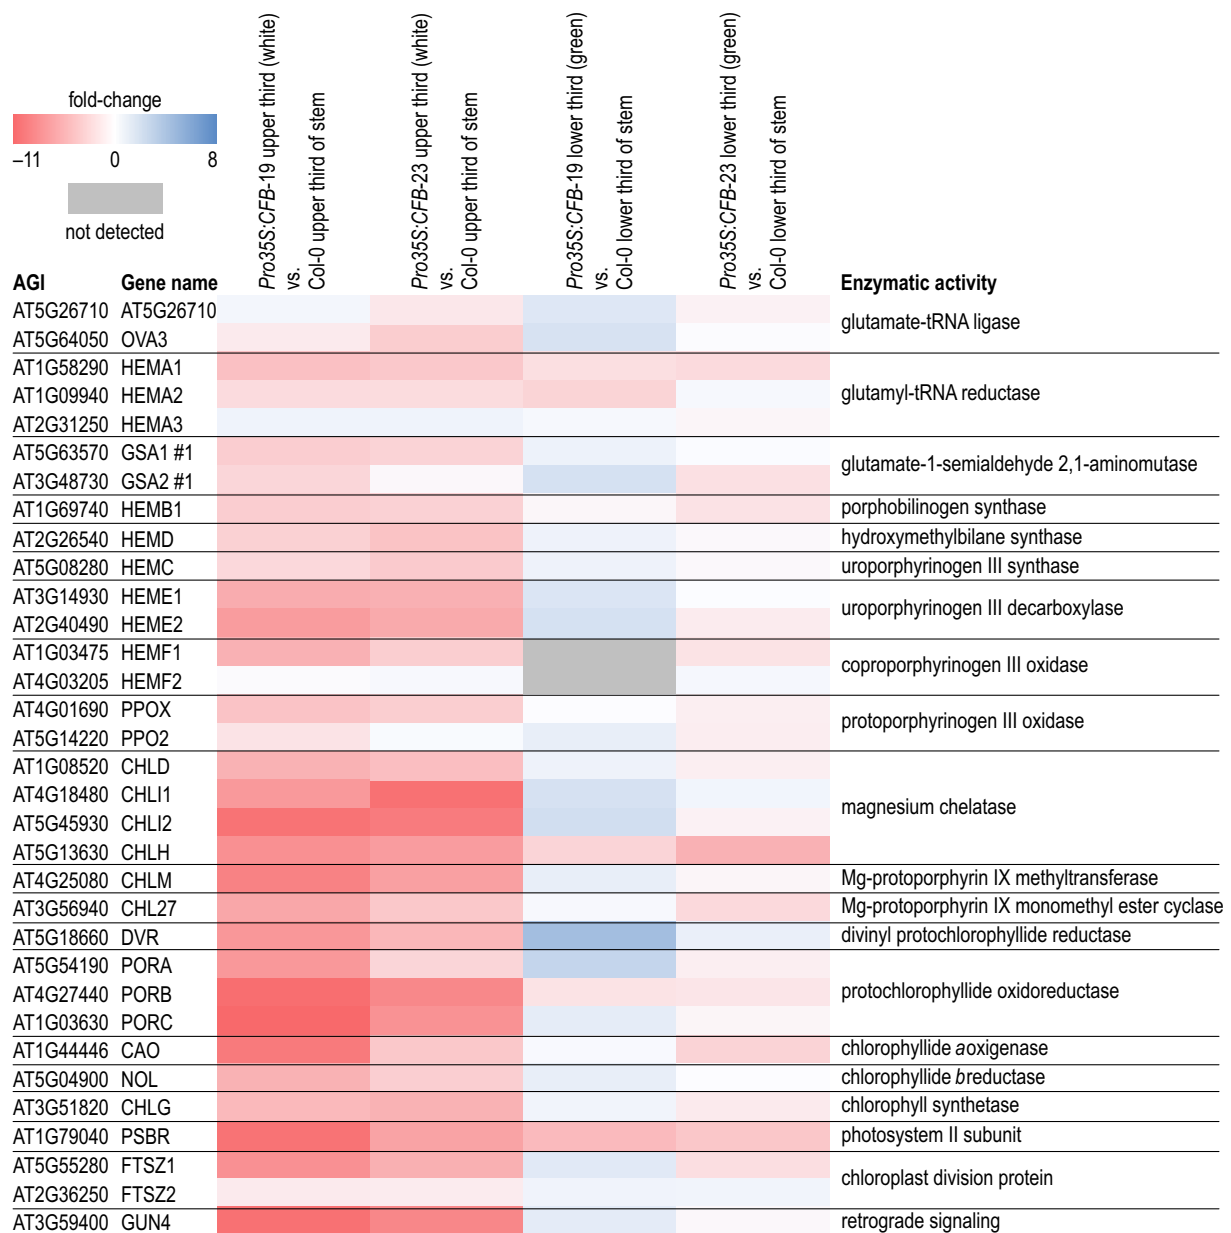 fold-change
–11 0 8
not detected
Pro35S:CFB-19 upper third (white)
vs.
Col-0 upper third of stem
Pro35S:CFB-23 upper third (white)
vs.
Col-0 upper third of stem
Pro35S:CFB-19 lower third (green)
vs.
Col-0 lower third of stem
Pro35S:CFB-23 lower third (green)
vs.
Col-0 lower third of stem
AGI Gene name Enzymatic activity
AT5G26710 AT5G26710
glutamate-tRNA ligase
AT5G64050 OVA3
AT1G58290 HEMA1
AT1G09940 HEMA2 glutamyl-tRNA reductase
AT2G31250 HEMA3
AT5G63570 GSA1 #1
glutamate-1-semialdehyde 2,1-aminomutase
AT3G48730 GSA2 #1
AT1G69740 HEMB1 porphobilinogen synthase
AT2G26540 HEMD hydroxymethylbilane synthase
AT5G08280 HEMC uroporphyrinogen III synthase
AT3G14930 HEME1
uroporphyrinogen III decarboxylase
AT2G40490 HEME2
AT1G03475 HEMF1
coproporphyrinogen III oxidase
AT4G03205 HEMF2
AT4G01690 PPOX
protoporphyrinogen III oxidase
AT5G14220 PPO2
AT1G08520 CHLD
AT4G18480 CHLI1
magnesium chelatase
AT5G45930 CHLI2
AT5G13630 CHLH
AT4G25080 CHLM Mg-protoporphyrin IX methyltransferase
AT3G56940 CHL27 Mg-protoporphyrin IX monomethyl ester cyclase
AT5G18660 DVR divinyl protochlorophyllide reductase
AT5G54190 PORA
AT4G27440 PORB protochlorophyllide oxidoreductase
AT1G03630 PORC
AT1G44446 CAO chlorophyllide aoxigenase
AT5G04900 NOL chlorophyllide breductase
AT3G51820 CHLG chlorophyll synthetase
AT1G79040 PSBR photosystem II subunit
AT5G55280 FTSZ1
chloroplast division protein
AT2G36250 FTSZ2
AT3G59400 GUN4 retrograde signaling